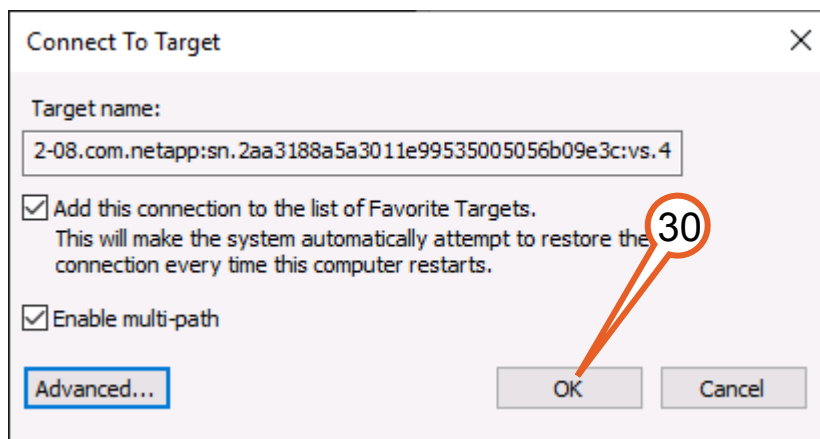 Connect To Target
Target name:
2-08.com.netapp:sn.2aa3188a5a3011e99535005056b09e3c:vs.4
Add this connection to the list of Favorite Targets.
This will make the system automatically attempt to restore the
connection every time this computer restarts.
30
Enable multi-path
Advanced...
OK
Cancel